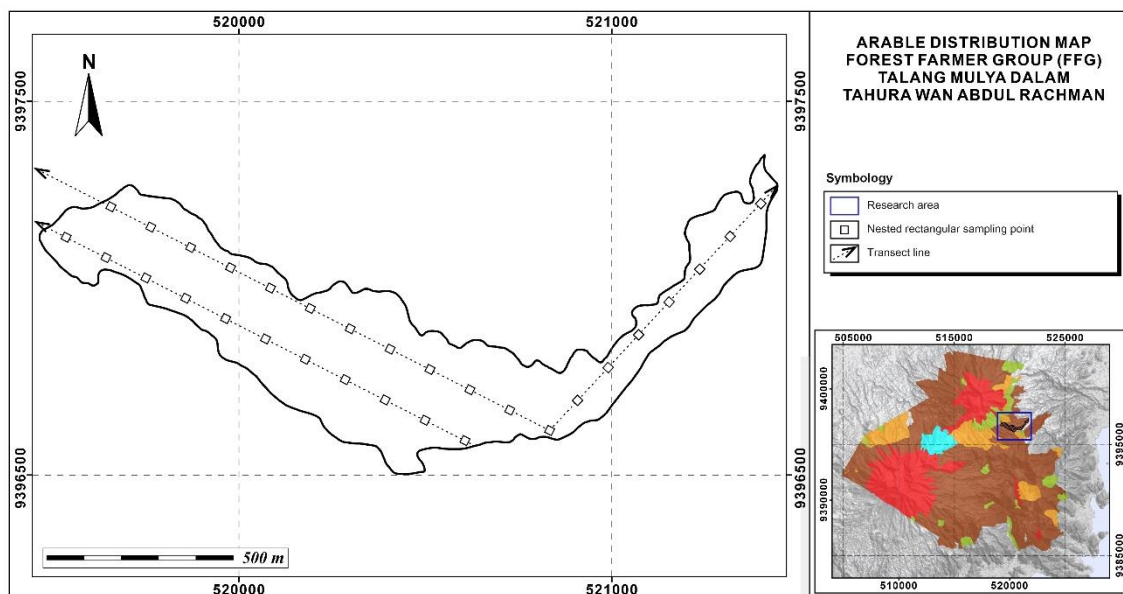 520000
521000
N
9397500
9397500
9396500
9396500
500 m
520000
521000
ARABLE DISTRIBUTION MAP
FOREST FARMER GROUP (FFG)
TALANG MULYA DALAM
TAHURA WAN ABDUL RACHMAN
Symbology
Research area
Nested rectangular sampling point
Transect line
505000
515000
525000
9400000
9395000
9390000
9385000
510000
520000